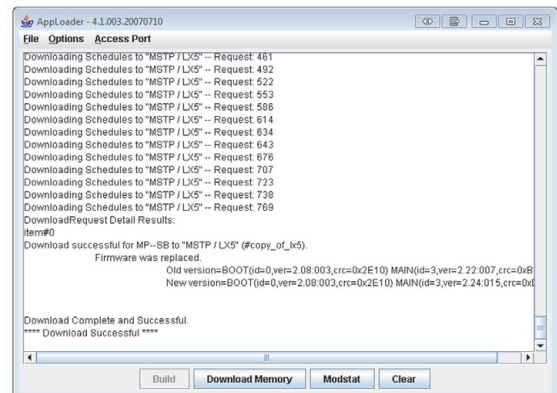 AppLoader - 4.1.003.20070710
File Options Access Port
Downloading Schedules to "MSTP / LX5" -- Request: 461
Downloading Schedules to "MSTP / LX5" -- Request: 492
Downloading Schedules to "MSTP / LX5" -- Request: 522
Downloading Schedules to "MSTP / LX5" -- Request: 553
Downloading Schedules to "MSTP / LX5" -- Request: 586
Downloading Schedules to "MSTP / LX5" -- Request: 614
Downloading Schedules to "MSTP / LX5" -- Request: 634
Downloading Schedules to "MSTP / LX5" -- Request: 643
Downloading Schedules to "MSTP / LX5" -- Request: 676
Downloading Schedules to "MSTP / LX5" -- Request: 707
Downloading Schedules to "MSTP / LX5" -- Request: 723
Downloading Schedules to "MSTP / LX5" -- Request: 738
Downloading Schedules to "MSTP / LX5" -- Request: 769
DownloadRequest Detail Results:
item#0
Download successful for MP--SB to "MSTP / LX5" (#copy_of_lx5).
Firmware was replaced.
Old version=BOOT(id=0,ver=2.08:003,crc=0x2E10) MAIN(id=3,ver=2.22:007,crc=0xB
New version=BOOT(id=0,ver=2.08:003,crc=0x2E10) MAIN(id=3,ver=2.24:015,crc=0x
Download Complete and Successful.
**** Download Successful ****
Build Download Memory Modstat Clear